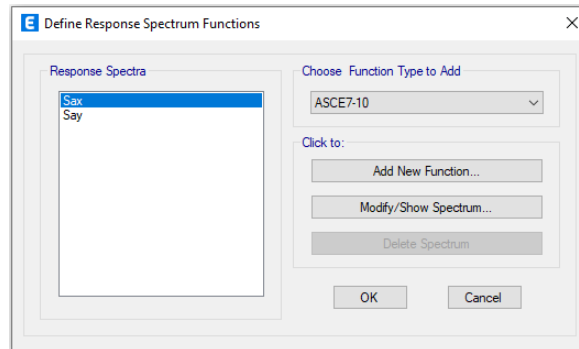 E Define Response Spectrum Functions
Response Spectra
Sax
Say
Choose Function Type to Add
ASCE7-10
Click to:
Add New Function...
Modify/Show Spectrum...
Delete Spectrum
OK
Cancel